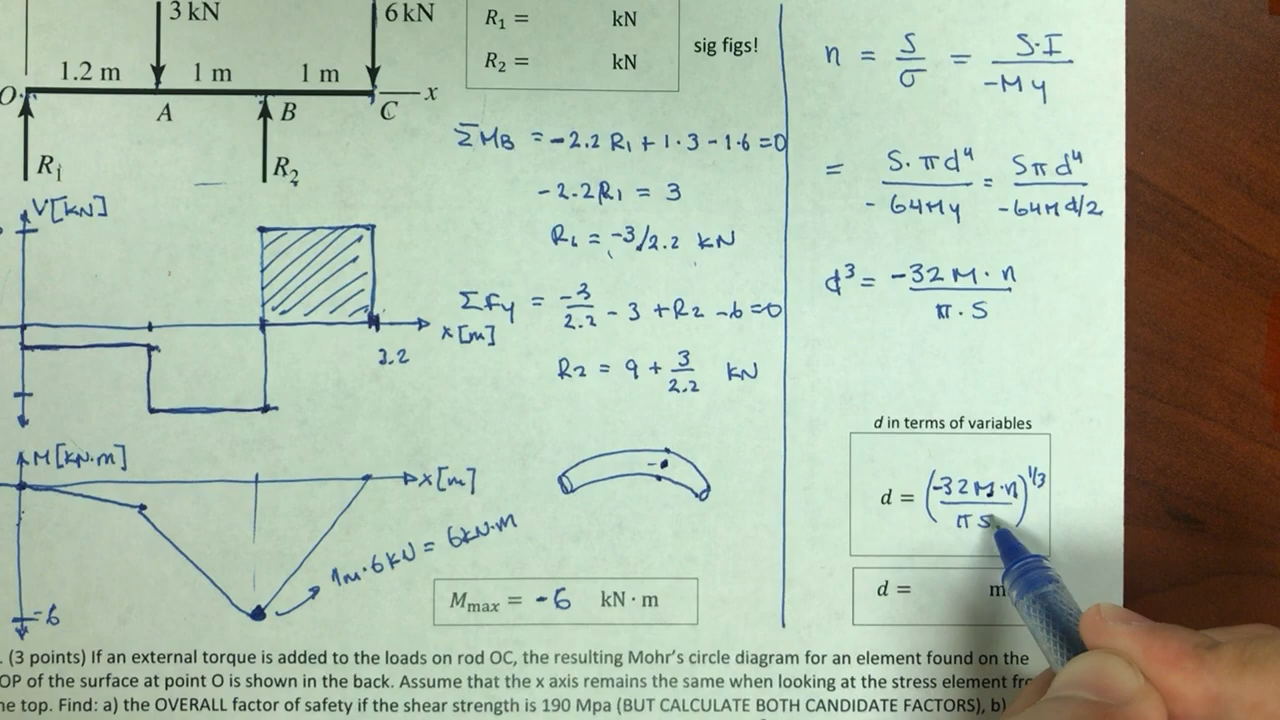 3 kN
6 kN
1.2 m
1 m
1 m
O
A
B
C
x
R₁
R₂
R₁ = kN
R₂ = kN
sig figs!
V[kN]
x[m]
3.2
ΣMB = -2.2 R₁ + 1·3 - 1·6 = 0
-2.2R₁ = 3
R₁ = -3/2.2 kN
ΣFy = -3/2.2 - 3 + R2 - 6 = 0
R2 = 9 + 3/2.2 kN
M[kN·m]
x[m]
-6
1m·6kN = 6kN·m
Mmax = -6 kN · m
n = S/σ = S·I/-My
= S·πd⁴/-64My = Sπd⁴/-64Md/2
d³ = -32M·n/π·S
d in terms of variables
d = (-32M·n/πS)^1/3
d = m
. (3 points) If an external torque is added to the loads on rod OC, the resulting Mohr’s circle diagram for an element found on the
OP of the surface at point O is shown in the back. Assume that the x axis remains the same when looking at the stress element
top. Find: a) the OVERALL factor of safety if the shear strength is 190 Mpa (BUT CALCULATE BOTH CANDIDATE FACTORS), b)